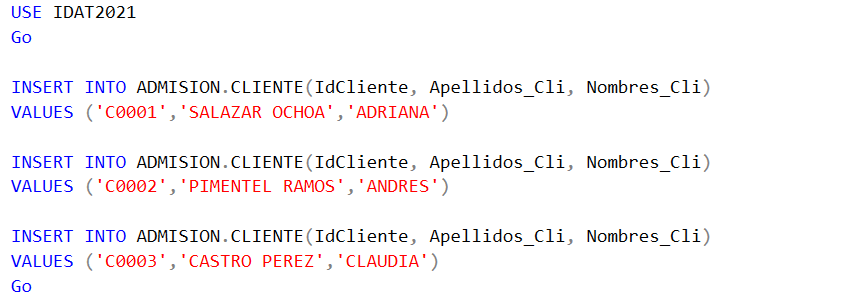 USE IDAT2021
Go
INSERT INTO ADMISION.CLIENTE(IdCliente, Apellidos_Cli, Nombres_Cli)
VALUES ('C0001','SALAZAR OCHOA','ADRIANA')
INSERT INTO ADMISION.CLIENTE(IdCliente, Apellidos_Cli, Nombres_Cli)
VALUES ('C0002','PIMENTEL RAMOS','ANDRES')
INSERT INTO ADMISION.CLIENTE(IdCliente, Apellidos_Cli, Nombres_Cli)
VALUES ('C0003','CASTRO PEREZ','CLAUDIA')
Go